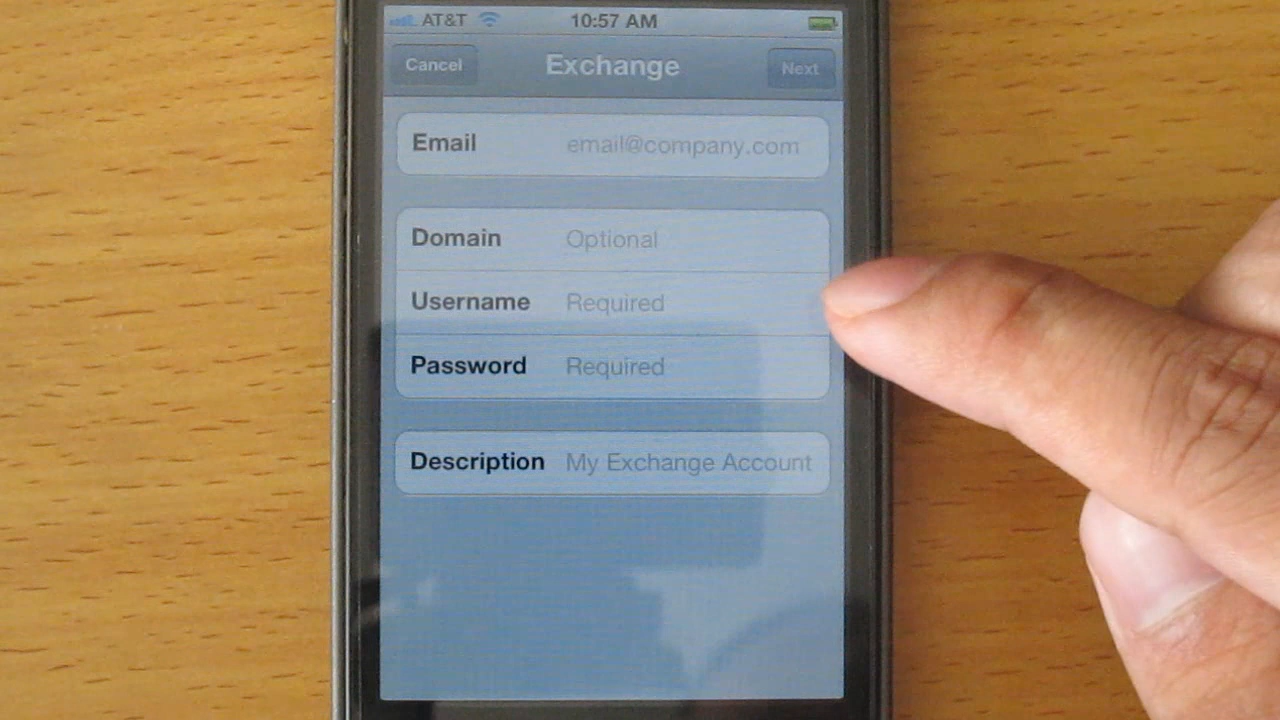 AT&T 10:57 AM
Cancel Exchange Next
Email email@company.com
Domain Optional
Username Required
Password Required
Description My Exchange Account